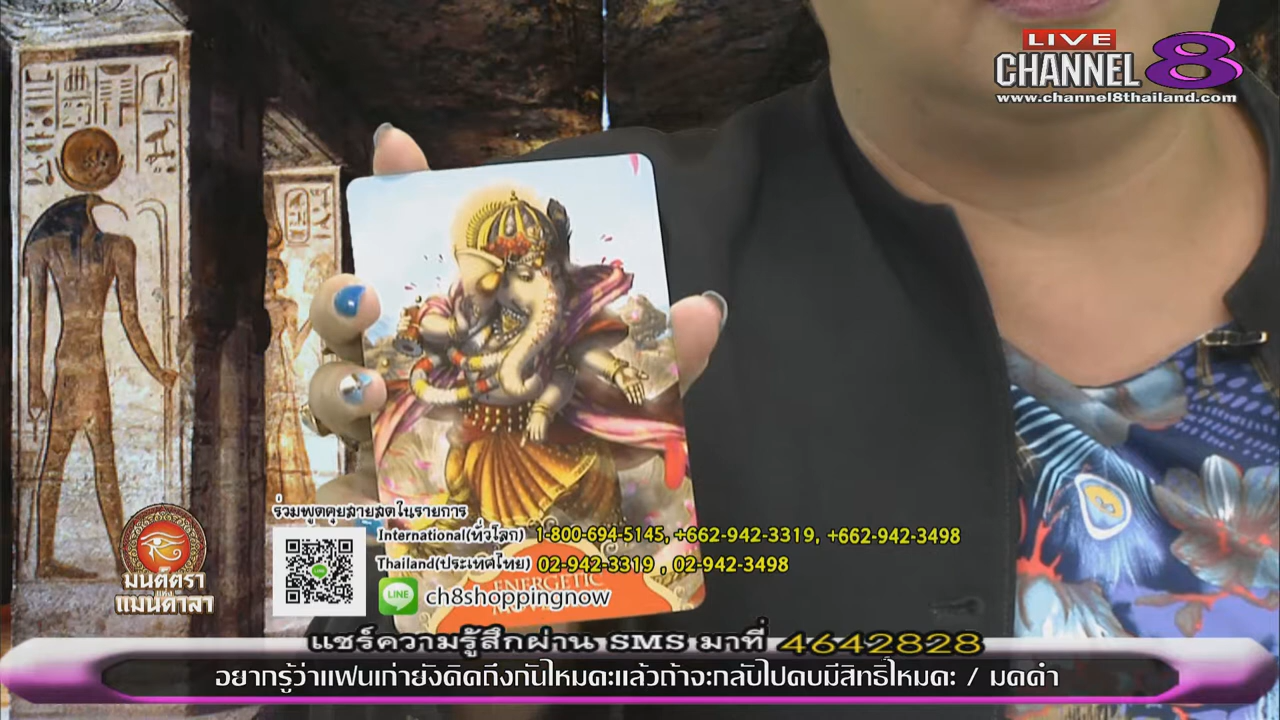 LIVE
CHANNEL 8
www.channel8thailand.com
ร่วมพูดคุยสายสดในรายการ
International(ทั่วโลก) 1-800-694-5145, +662-942-3319, +662-942-3498
Thailand(ประเทศไทย) 02-942-3319 , 02-942-3498
ENERGETIC
LINE ch8shoppingnow
มนต์ตรา
แห่ง
แมนดาลา
แชร์ความรู้สึกผ่าน SMS มาที่ 4642828
อยากรู้ว่าแฟนเก่ายังคิดถึงกันไหมคะแล้วถ้าจะกลับไปคบมีสิทธิ์ไหมคะ / มดดำ